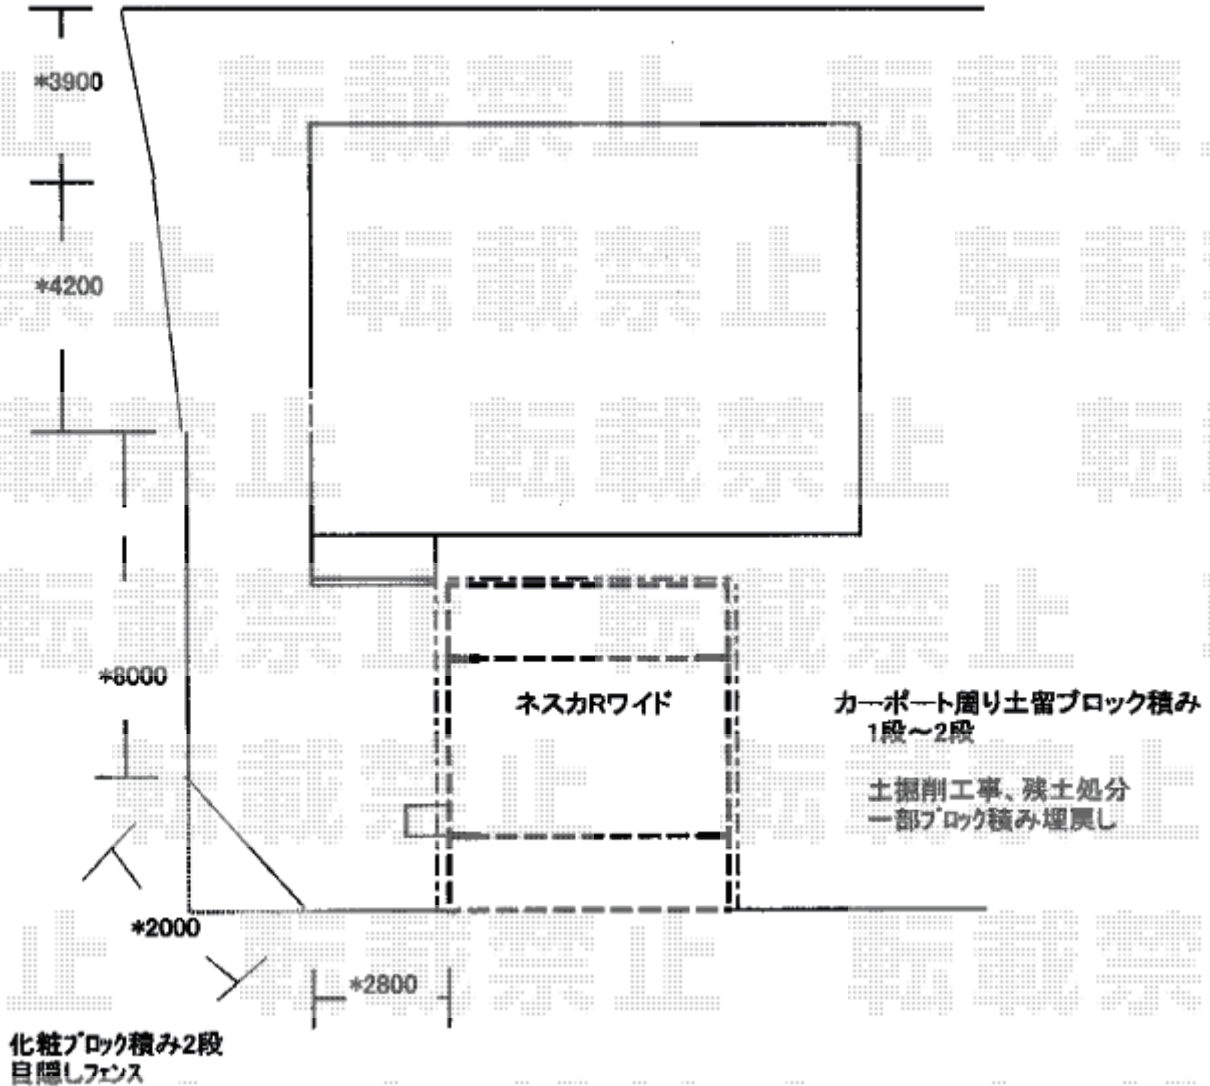 *3900
*4200
*8000
ネスカRワイド
カーポート周り土留ブロック積み
1段～2段
土掘削工事、残土処分
一部ブロック積み埋戻し
*2000
*2800
化粧ブロック積み2段
目隠しフェンス
転載禁止